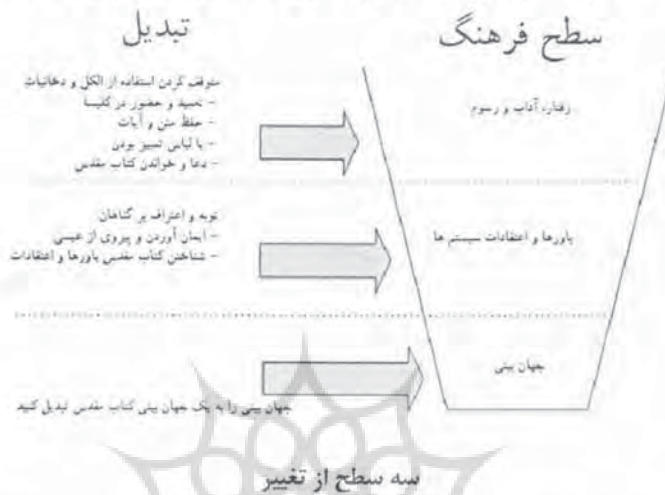 سطح فرهنگ
تبدیل
متوقف کردن استفاده از الکل و دخانیات
– تعمید و حضور در کلیسا
– حفظ متن و آیات
– با لباس تمیز بودن
– دعا و خواندن کتاب مقدس
رفتار، آداب و رسوم
توبه و اعتراف بر گناهان
– ایمان آوردن و پیروی از عیسی
– شناختن کتاب مقدس باورها و اعتقادات
باورها و اعتقادات سیستم ها
جهان بینی
جهان بینی را به یک جهان بینی کتاب مقدس تبدیل کنید
سه سطح از تغییر